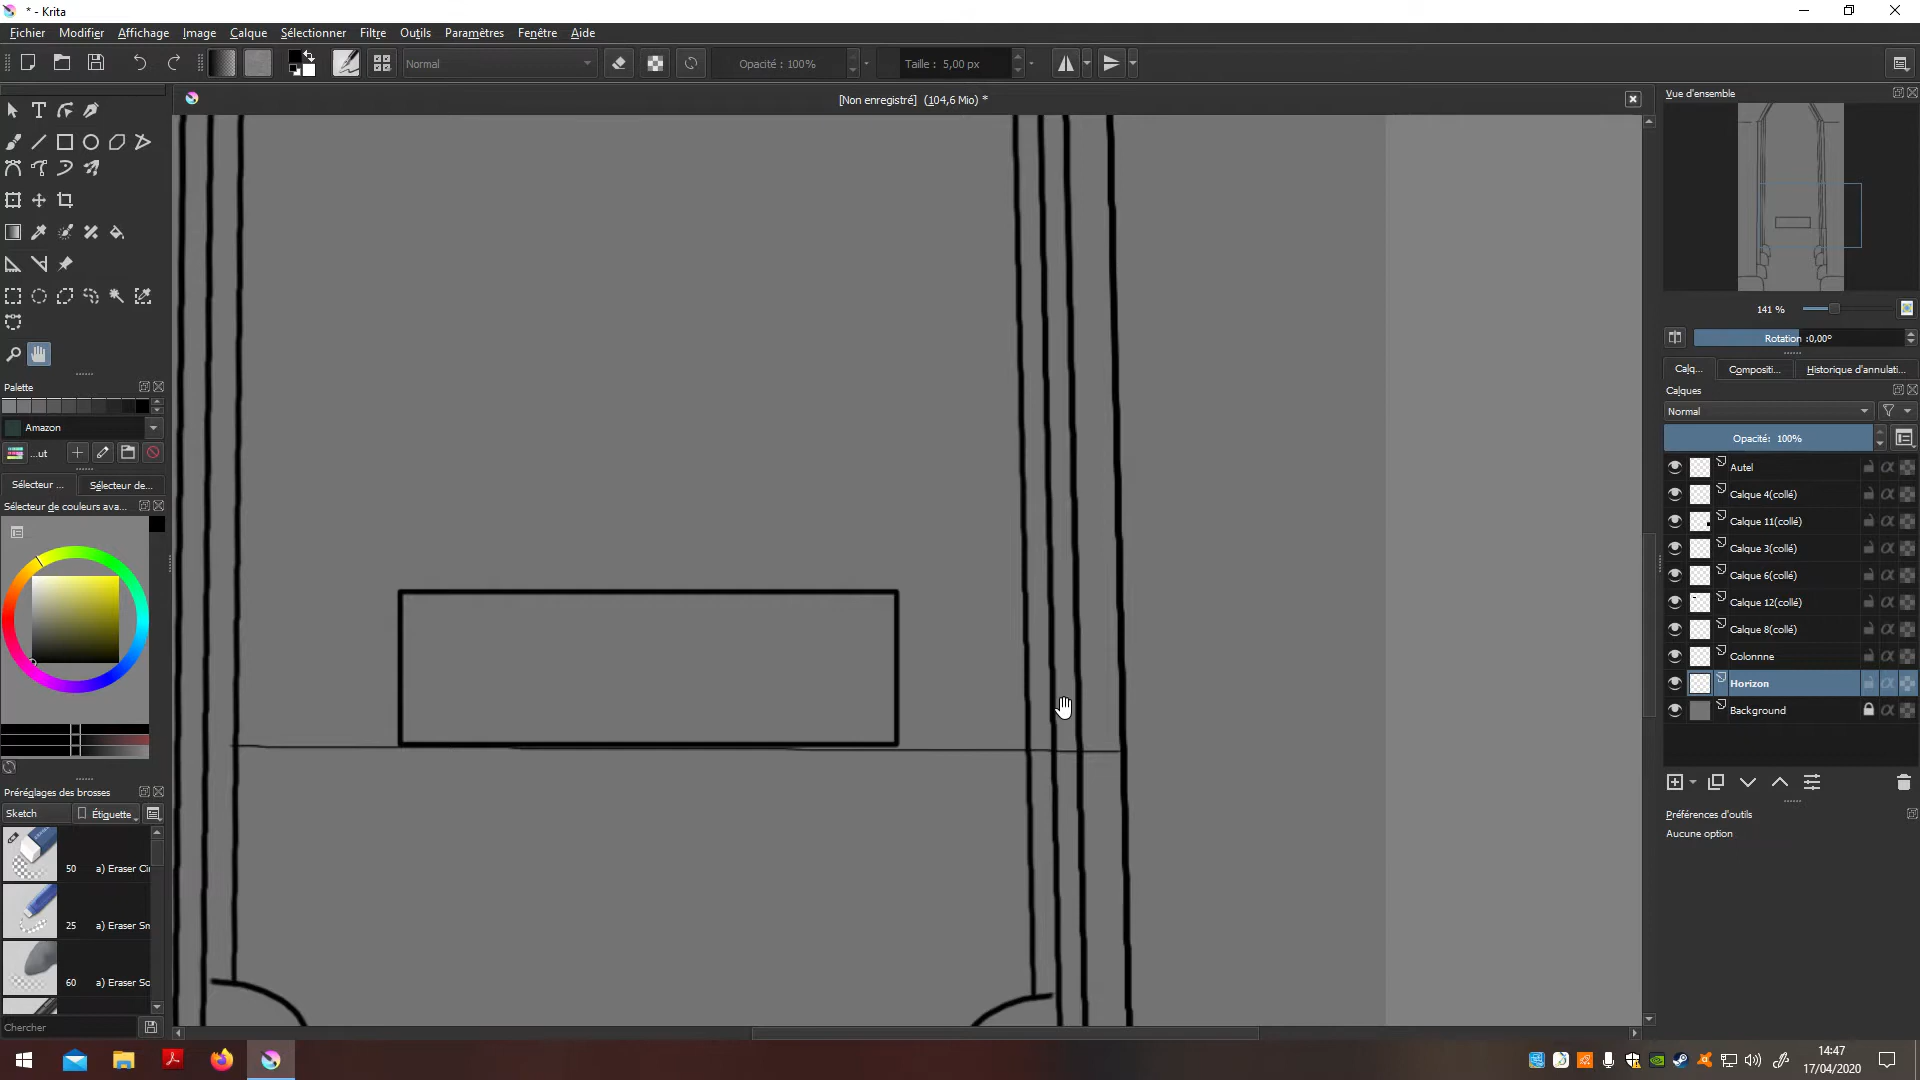 * - Krita
Fichier Modifier Affichage Image Calque Sélectionner Filtre Outils Paramètres Fenêtre Aide
Normal Opacité : 100% Taille : 5,00 px
[Non enregistré] (104,6 Mio) *
Vue d'ensemble
141 %
Rotation :0,00°
Calq... Compositi... Historique d'annulati...
Calques
Normal
Opacité: 100%
Autel
Calque 4(collé)
Calque 11(collé)
Calque 3(collé)
Calque 6(collé)
Calque 12(collé)
Calque 8(collé)
Colonnne
Horizon
Background
Préférences d'outils
Aucune option
Palette
Amazon
...ut
Sélecteur ... Sélecteur de...
Sélecteur de couleurs ava...
Préréglages des brosses
Sketch Étiquette
50 a) Eraser Ci
25 a) Eraser Sm
60 a) Eraser So
Chercher
14:47
17/04/2020